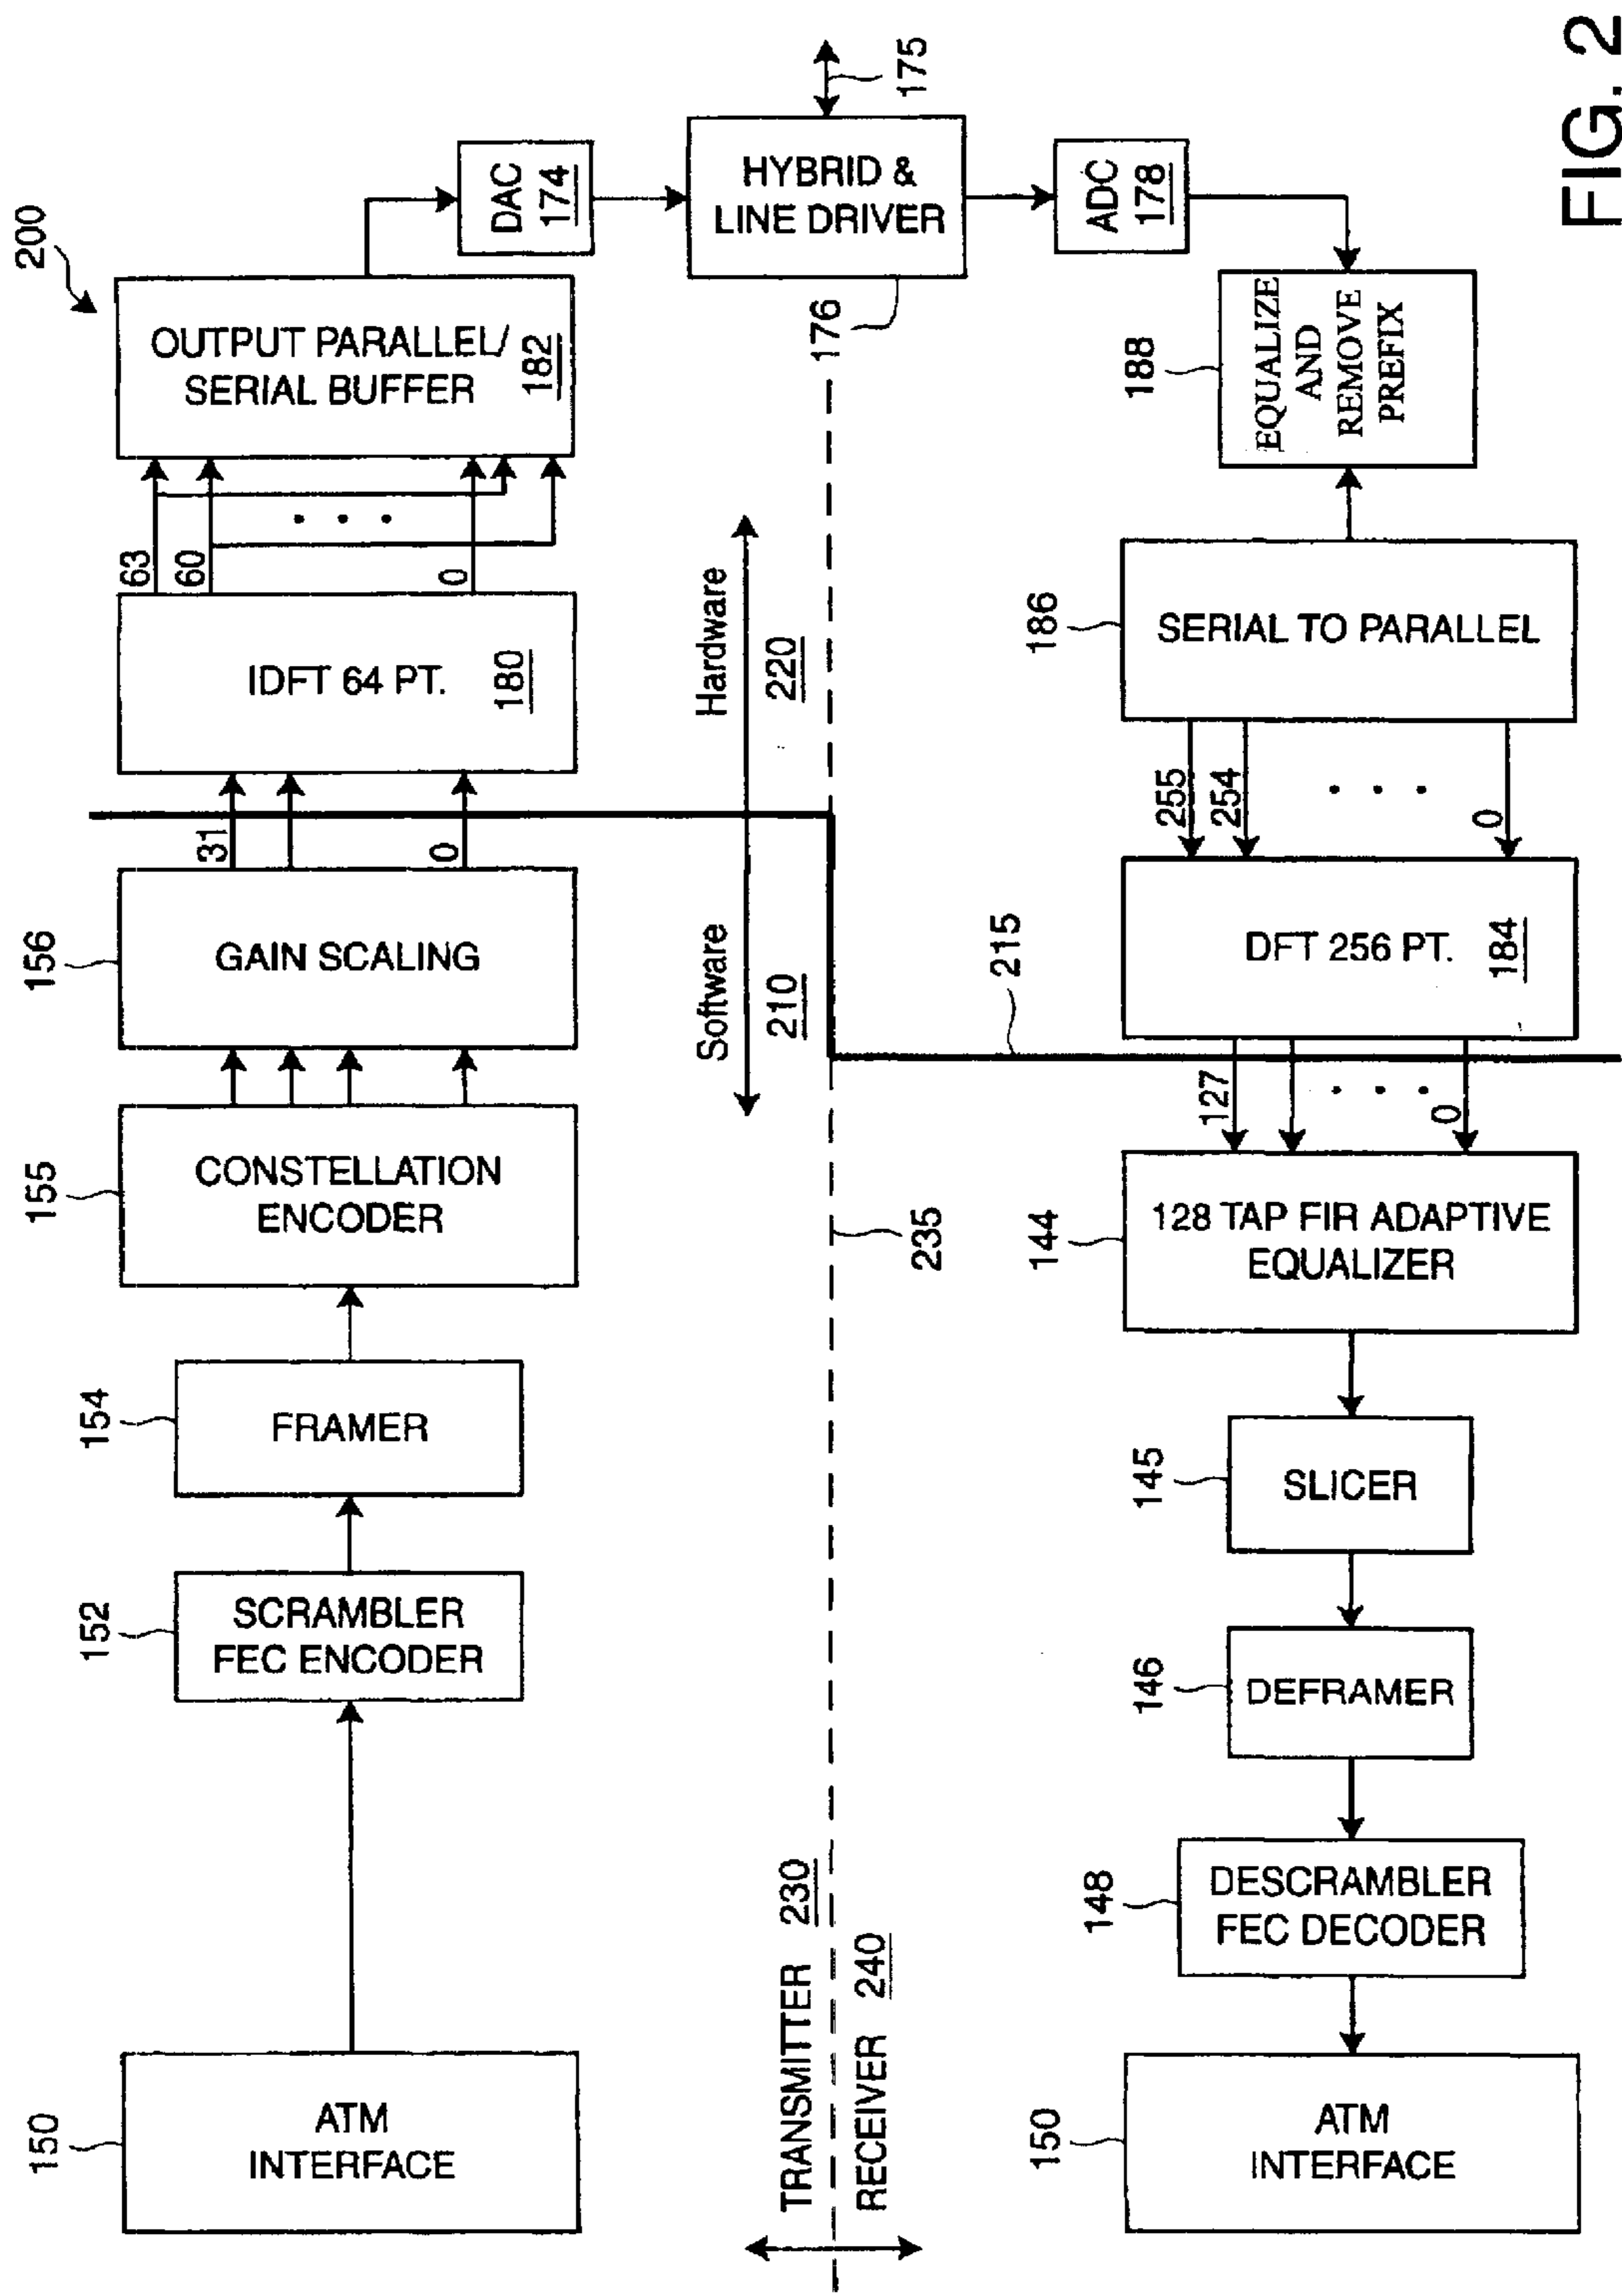 200
150
ATM
INTERFACE
152
SCRAMBLER
FEC ENCODER
154
FRAMER
155
CONSTELLATION
ENCODER
156
GAIN SCALING
31
0
IDFT 64 PT.
180
63
60
0
OUTPUT PARALLEL/
SERIAL BUFFER
182
DAC
174
HYBRID &
LINE DRIVER
176
175
ADC
178
Software
210
Hardware
220
TRANSMITTER 230
RECEIVER 240
235
215
150
ATM
INTERFACE
148
DESCRAMBLER
FEC DECODER
146
DEFRAMER
145
SLICER
144
128 TAP FIR ADAPTIVE
EQUALIZER
127
0
DFT 256 PT.
184
255
254
0
186
SERIAL TO PARALLEL
188
EQUALIZE
AND
REMOVE
PREFIX
FIG. 2